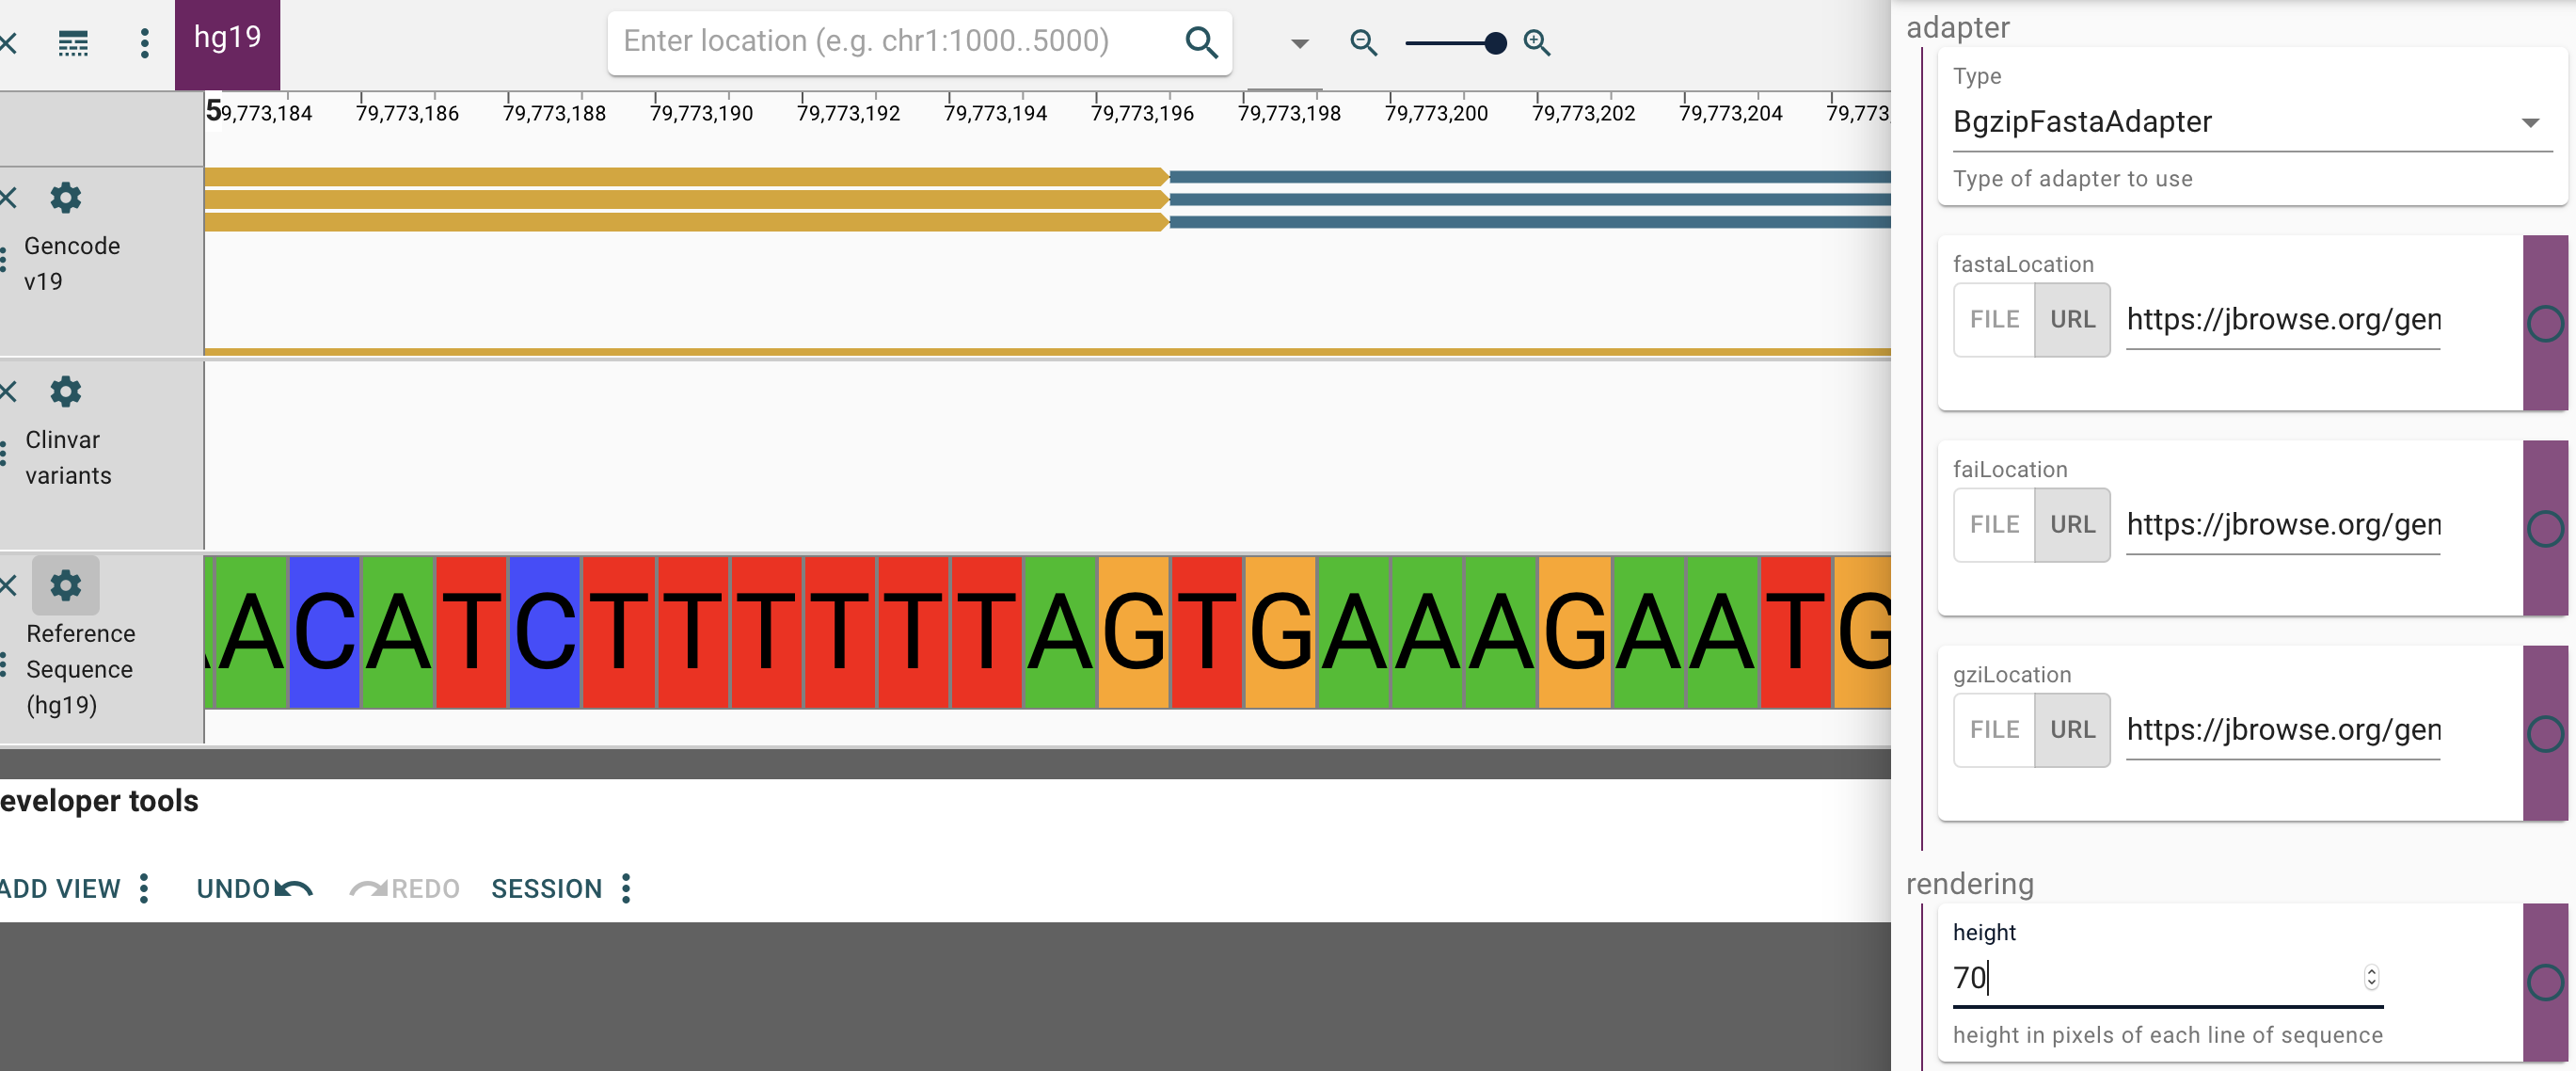 hg19
Enter location (e.g. chr1:1000..5000)
5
9,773,184 79,773,186 79,773,188 79,773,190 79,773,192 79,773,194 79,773,196 79,773,198 79,773,200 79,773,202 79,773,204 79,773
Gencode
v19
Clinvar
variants
Reference
Sequence
(hg19)
A C A T C T T T T T T A G T G A A A G A A T G
eveloper tools
ADD VIEW UNDO REDO SESSION
adapter
Type
BgzipFastaAdapter
Type of adapter to use
fastaLocation
FILE URL https://jbrowse.org/gen
faiLocation
FILE URL https://jbrowse.org/gen
gziLocation
FILE URL https://jbrowse.org/gen
rendering
height
70
height in pixels of each line of sequence